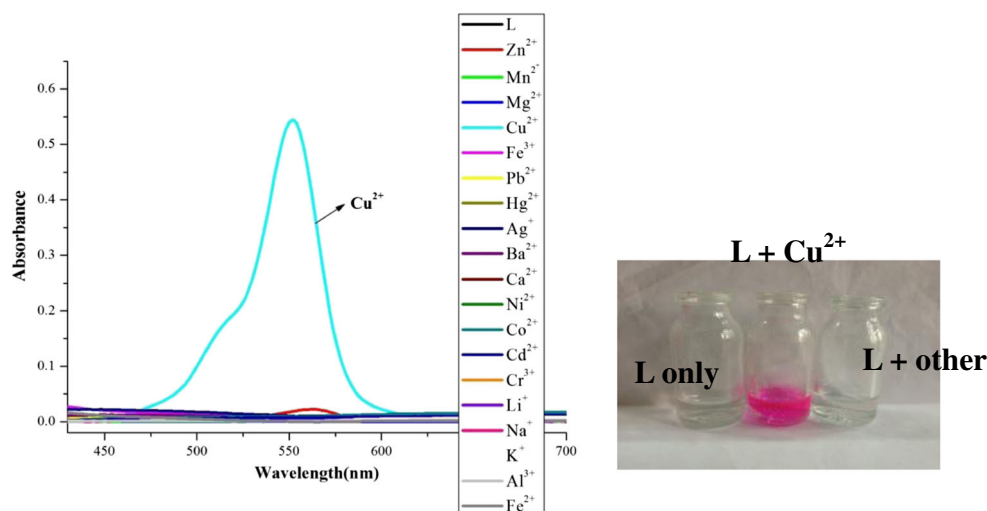 0.6
0.5
0.4
0.3
0.2
0.1
0.0
Absorbance
450
500
550
600
700
Wavelength(nm)
Cu²⁺
L
Zn²⁺
Mn²⁺
Mg²⁺
Cu²⁺
Fe³⁺
Pb²⁺
Hg²⁺
Ag⁺
Ba²⁺
Ca²⁺
Ni²⁺
Co²⁺
Cd²⁺
Cr³⁺
Li⁺
Na⁺
K⁺
Al³⁺
Fe²⁺
L + Cu²⁺
L only
L + other